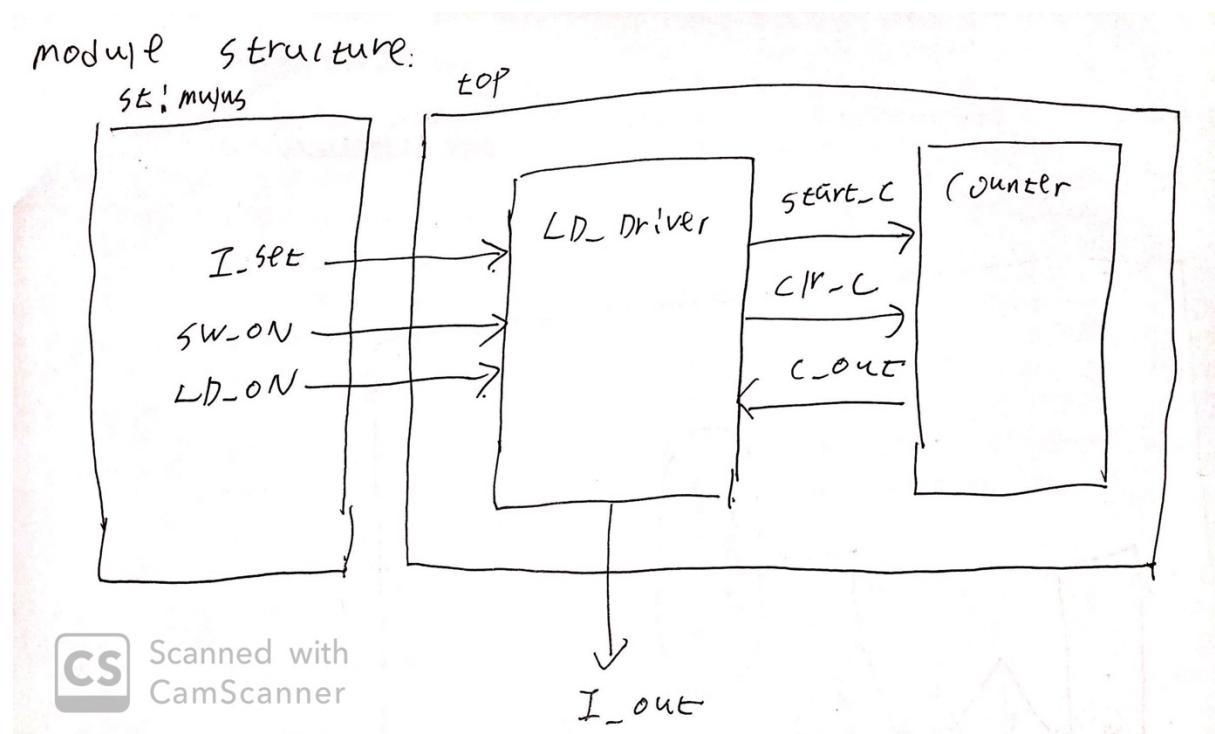 module structure:
stimulus
top
LD_Driver
Counter
start_c
I_set
clr_c
SW_ON
c_out
LD_ON
CS Scanned with
CamScanner
I_out